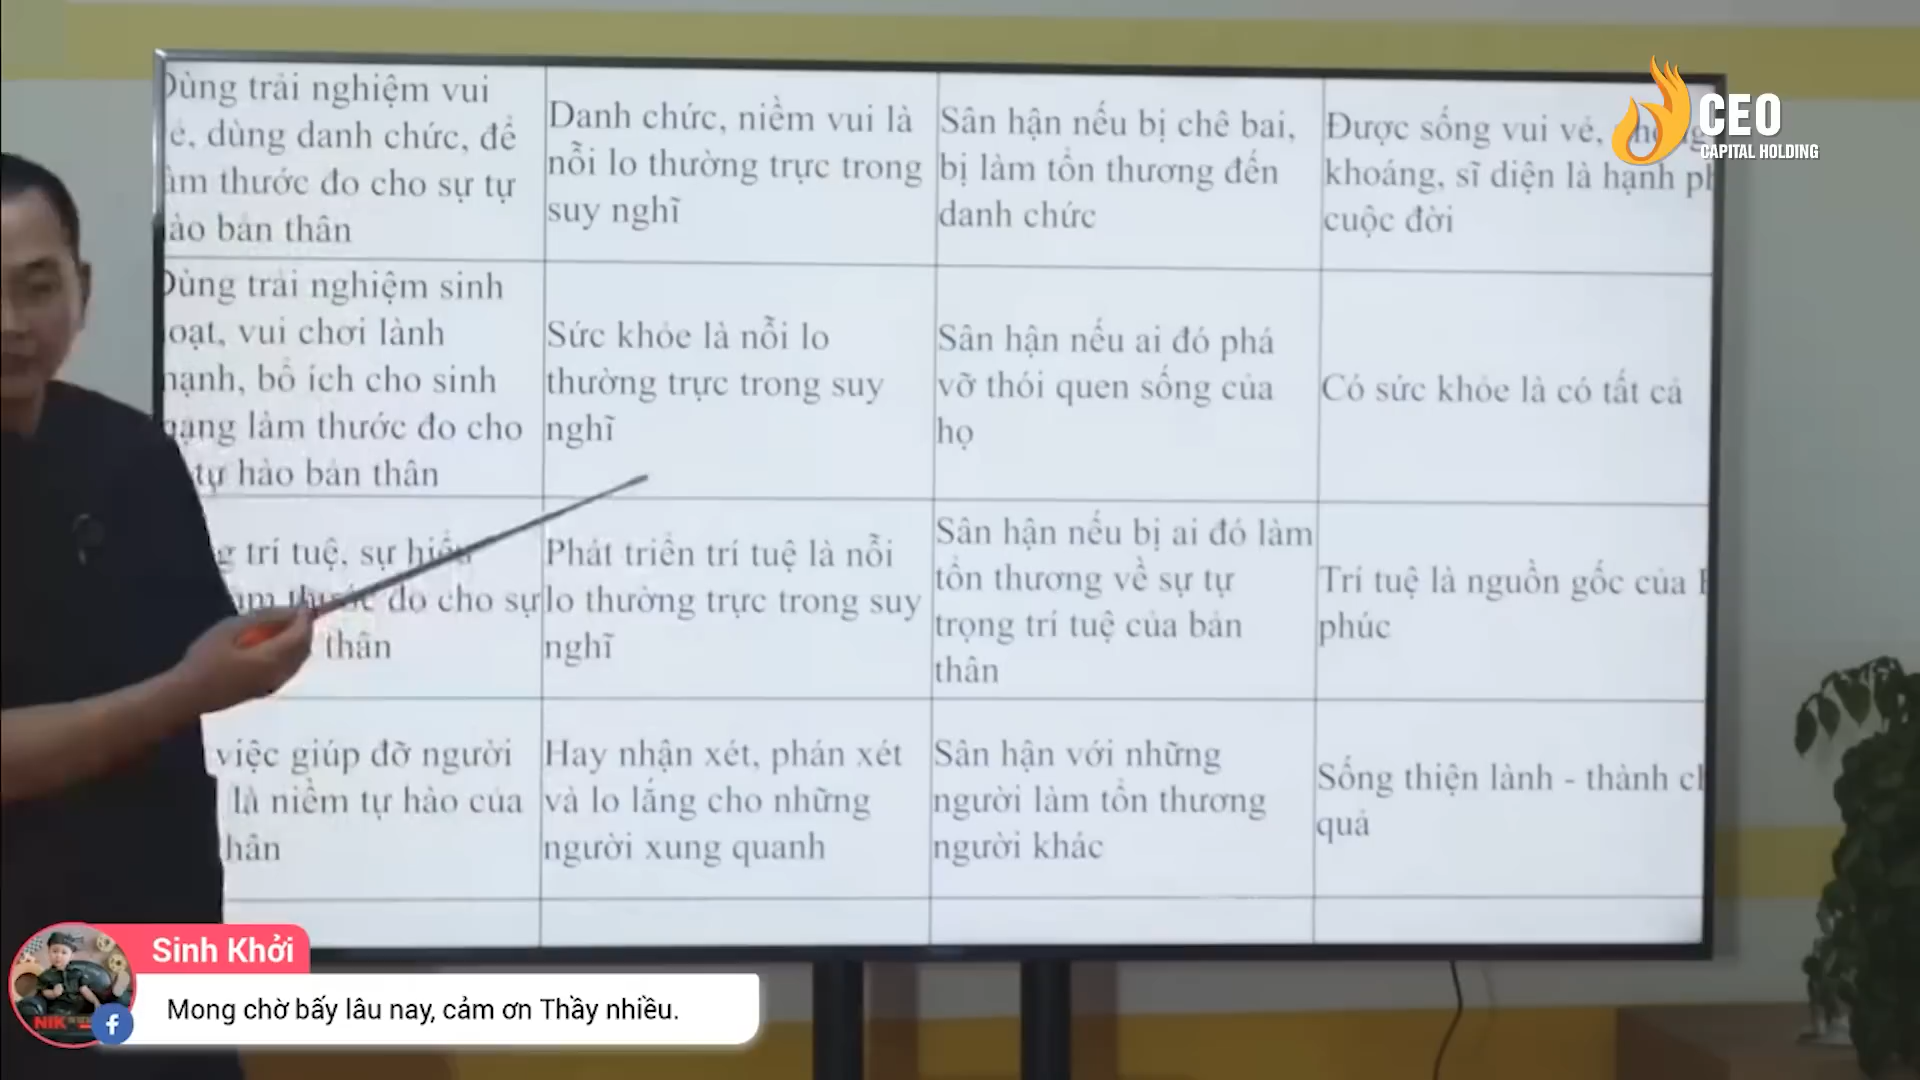 Dùng trải nghiệm vui
dùng danh chức, để
thước đo cho sự tự
bản thân
Danh chức, niềm vui là
nỗi lo thường trực trong
suy nghĩ
Sân hận nếu bị chê bai,
bị làm tổn thương đến
danh chức
Được sống vui vẻ,
khoáng, sĩ diện là hạnh
cuộc đời
CEO
CAPITAL HOLDING
Dùng trải nghiệm sinh
vui chơi lành
bổ ích cho sinh
làm thước đo cho
tự hào bản thân
Sức khỏe là nỗi lo
thường trực trong suy
nghĩ
Sân hận nếu ai đó phá
vỡ thói quen sống của
họ
Có sức khỏe là có tất cả
trí tuệ, sự
đo cho sự
thân
Phát triển trí tuệ là nỗi
lo thường trực trong suy
nghĩ
Sân hận nếu bị ai đó làm
tổn thương về sự tự
trọng trí tuệ của bản
thân
Trí tuệ là nguồn gốc của
phúc
việc giúp đỡ người
là niềm tự hào của
Hay nhận xét, phán xét
và lo lắng cho những
người xung quanh
Sân hận với những
người làm tổn thương
người khác
Sống thiện lành - thành
quả
Sinh Khởi
Mong chờ bấy lâu nay, cảm ơn Thầy nhiều.